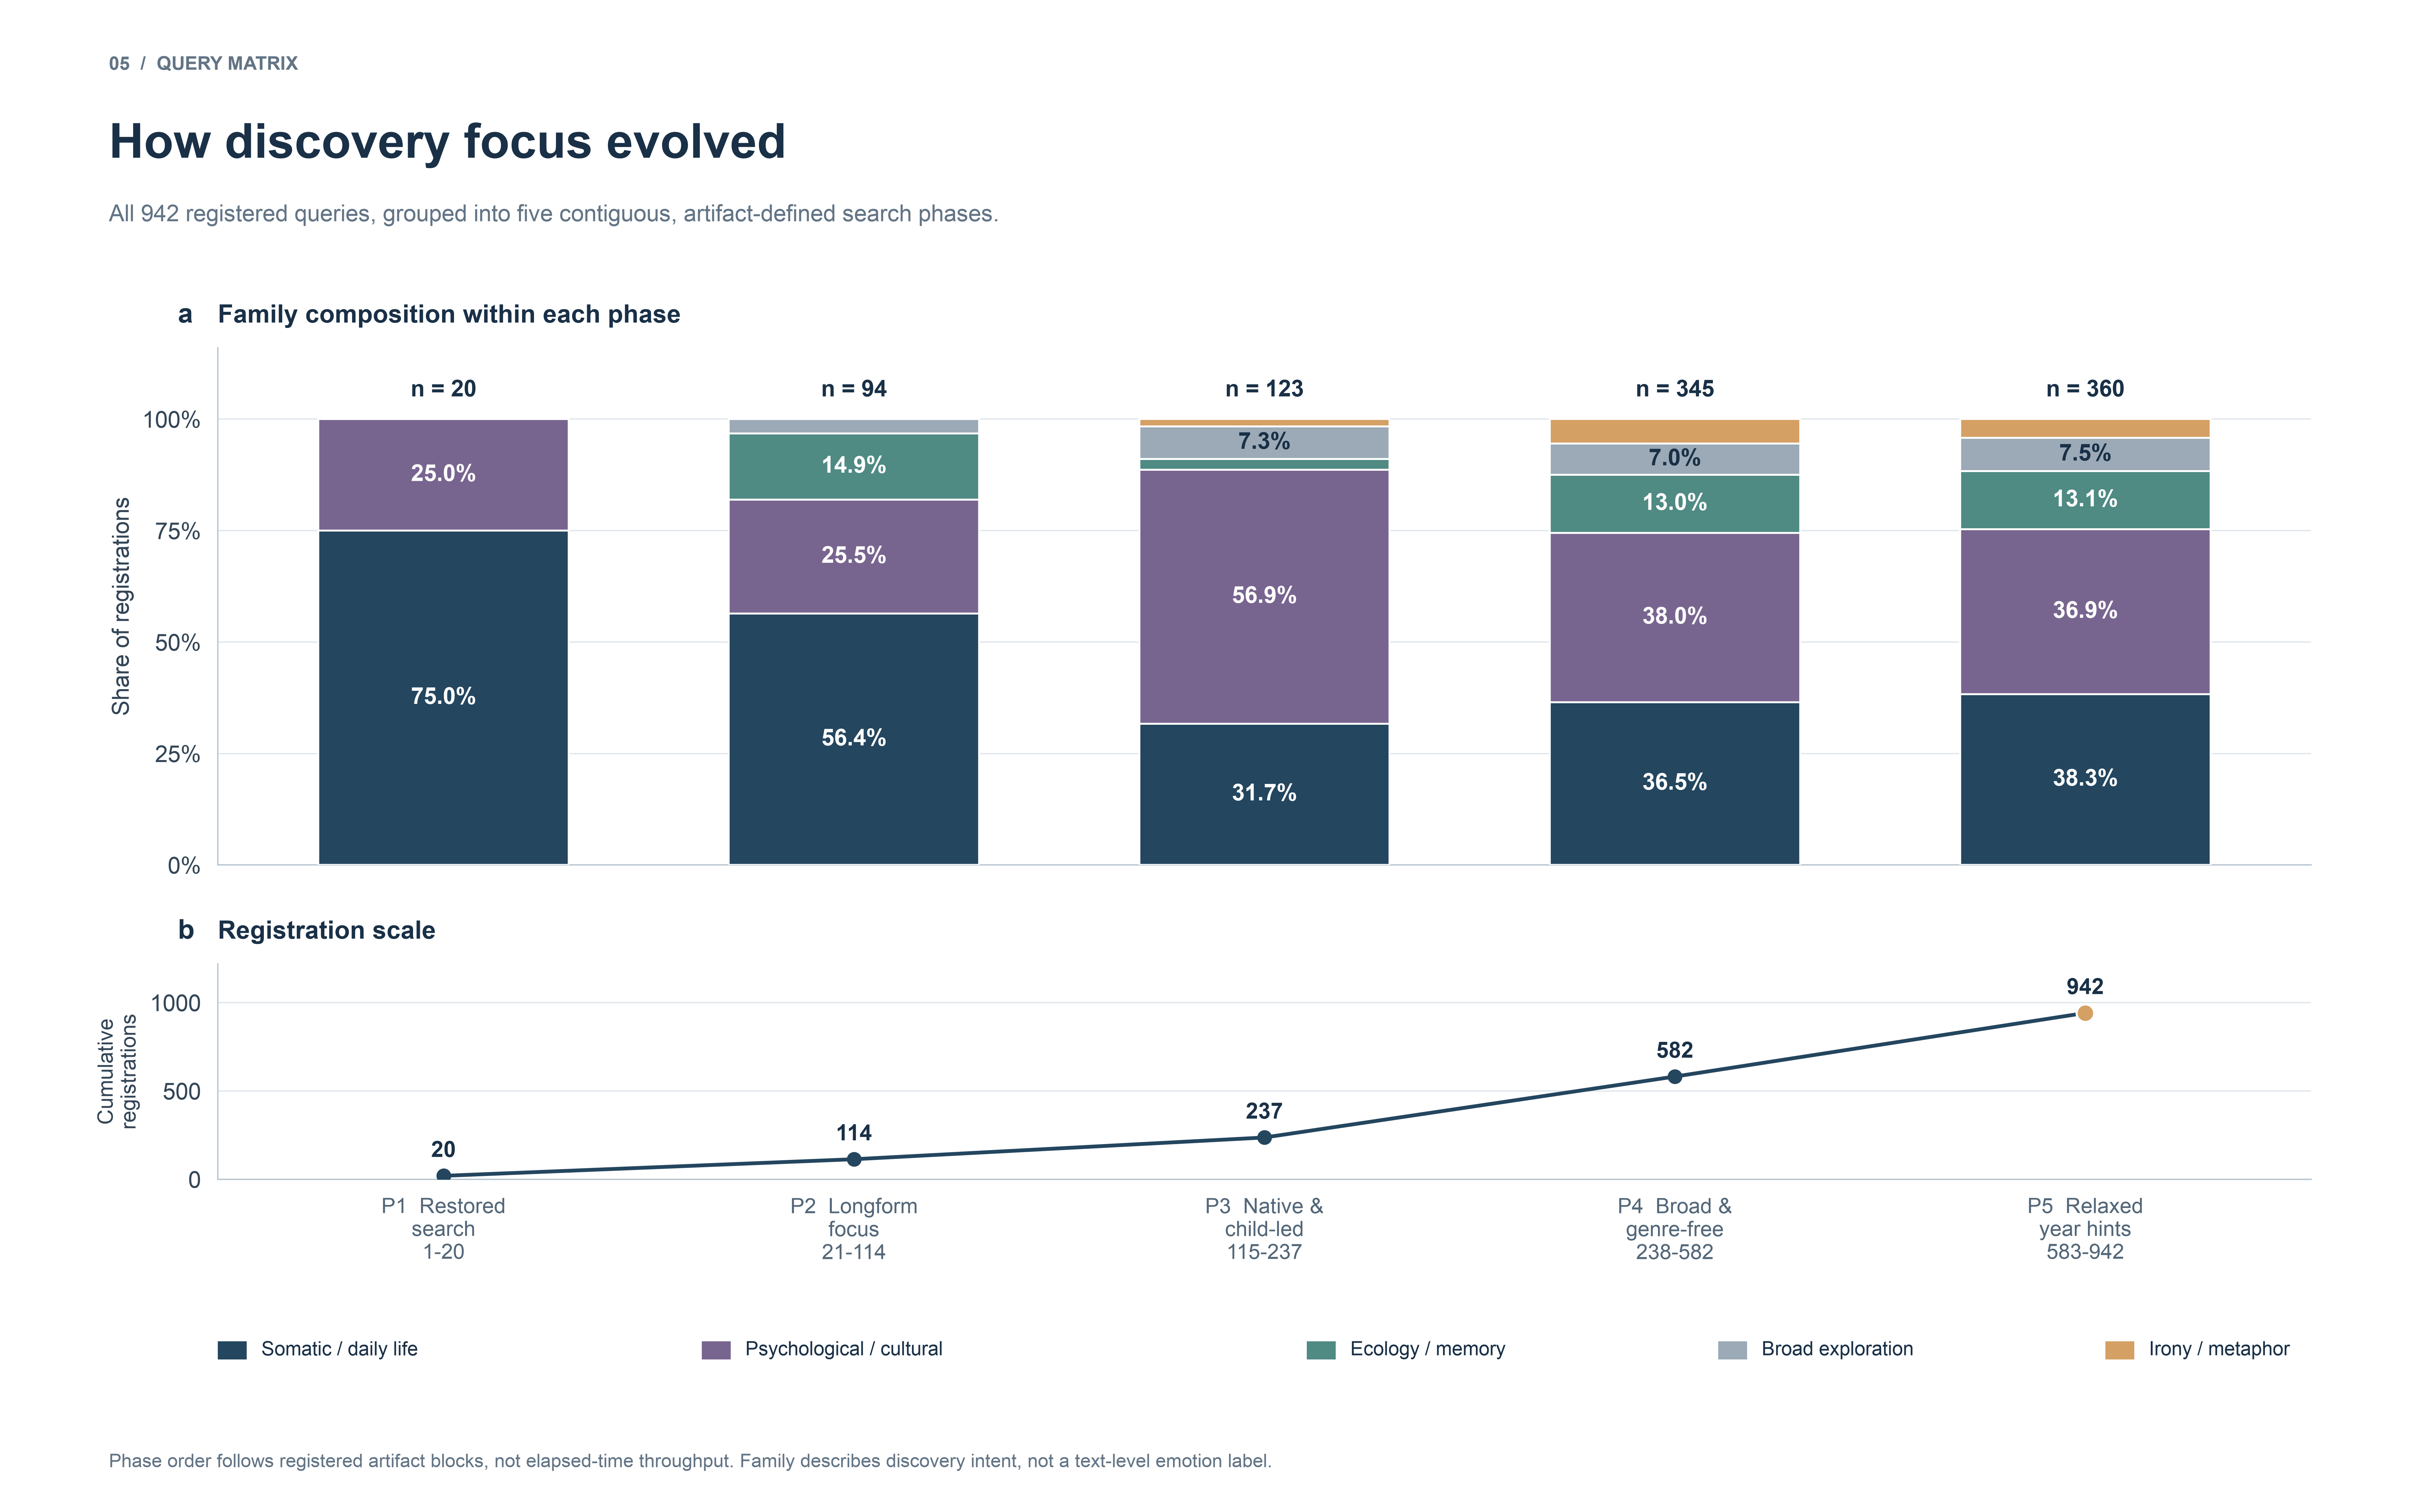 05 / QUERY MATRIX
How discovery focus evolved
All 942 registered queries, grouped into five contiguous, artifact-defined search phases.
a Family composition within each phase
n = 20 n = 94 n = 123 n = 345 n = 360
Share of registrations
100%
75%
50%
25%
0%
25.0%
75.0%
14.9%
25.5%
56.4%
7.3%
56.9%
31.7%
7.0%
13.0%
38.0%
36.5%
7.5%
13.1%
36.9%
38.3%
b Registration scale
Cumulative
registrations
1000
500
0
20
114
237
582
942
P1 Restored
search
1-20
P2 Longform
focus
21-114
P3 Native &
child-led
115-237
P4 Broad &
genre-free
238-582
P5 Relaxed
year hints
583-942
Somatic / daily life
Psychological / cultural
Ecology / memory
Broad exploration
Irony / metaphor
Phase order follows registered artifact blocks, not elapsed-time throughput. Family describes discovery intent, not a text-level emotion label.